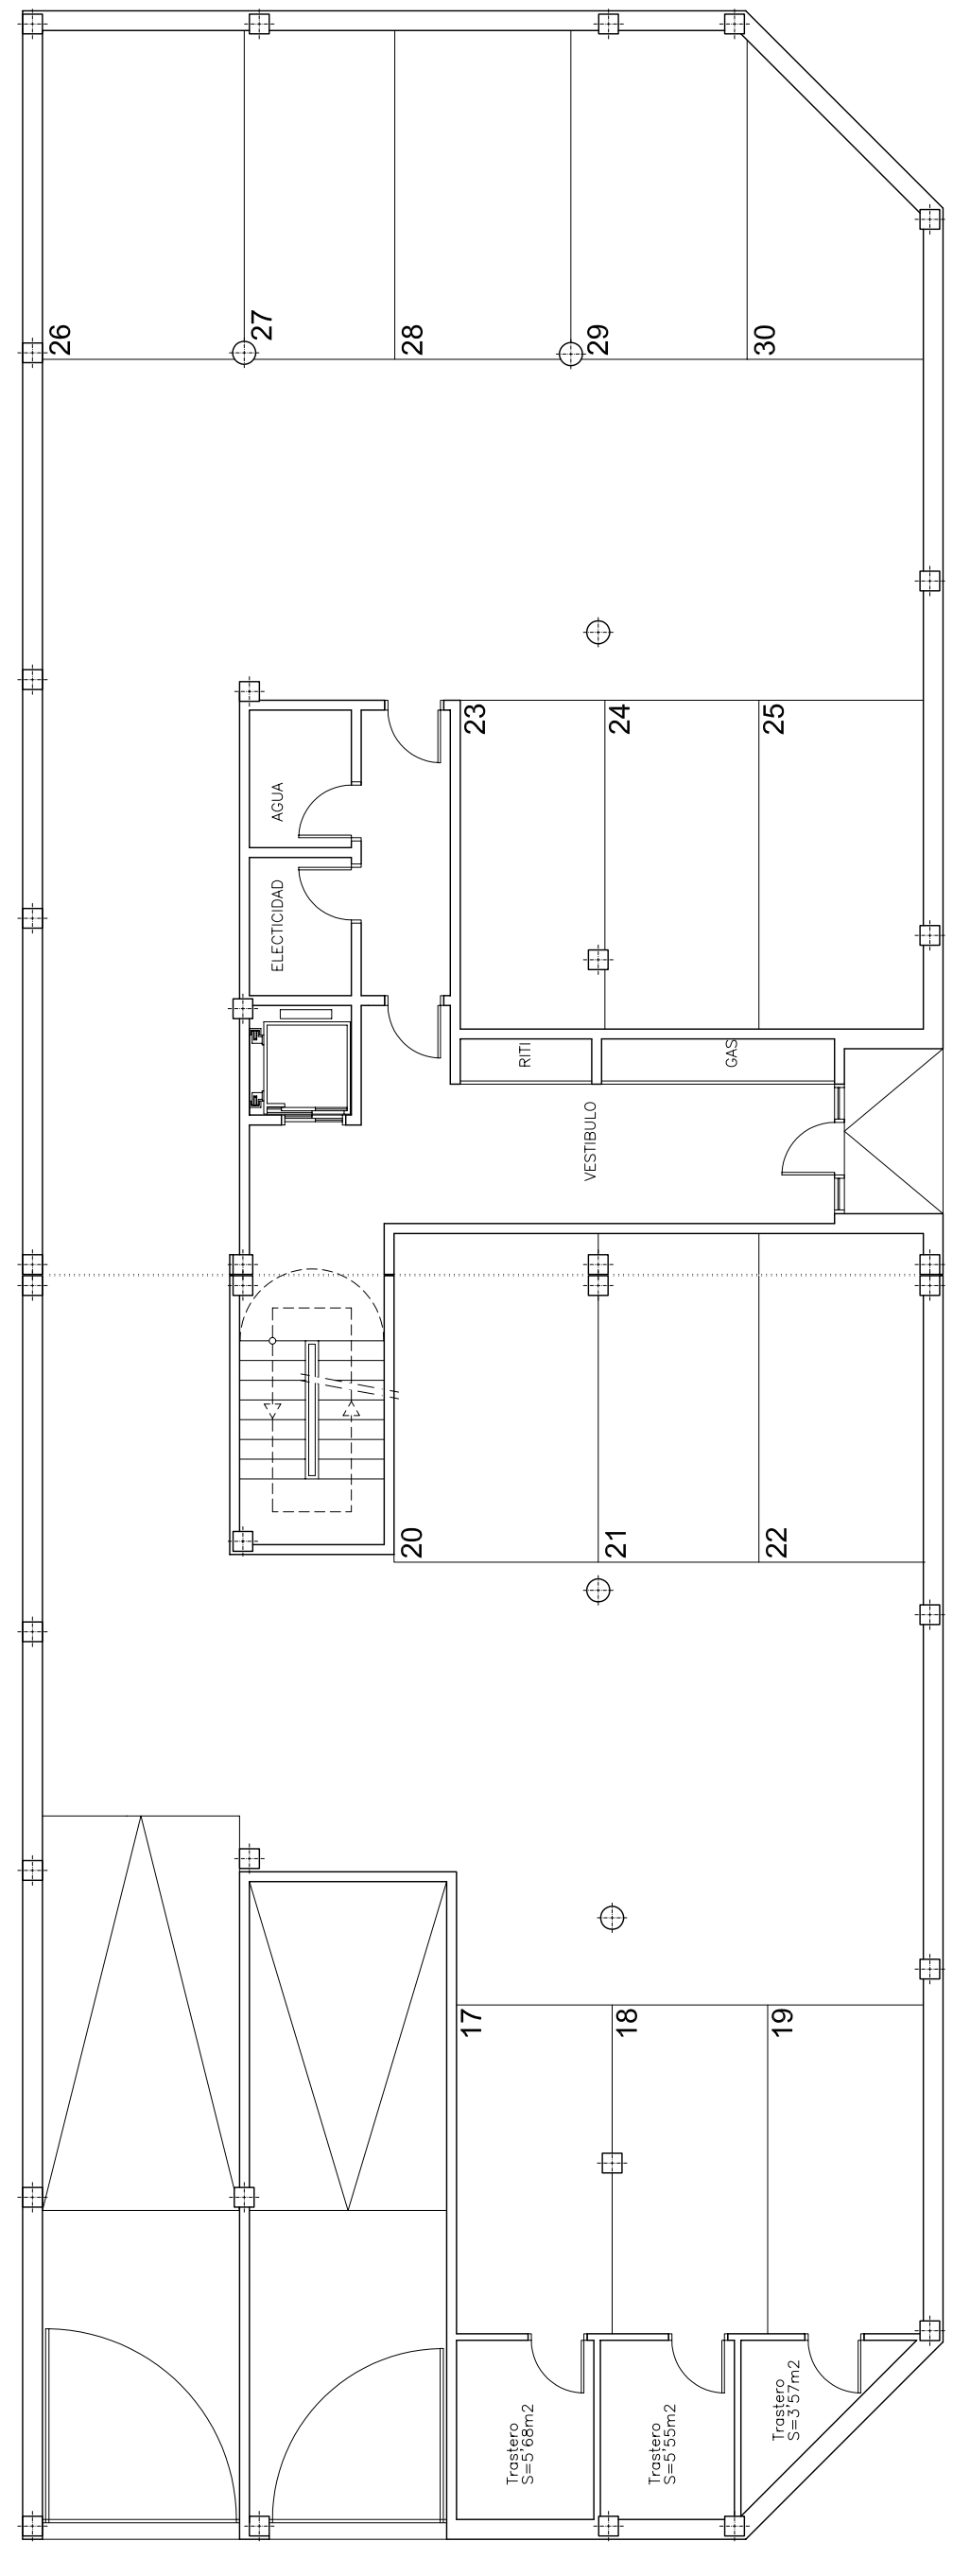 26
27
28
29
30
23
24
25
AGUA
ELECTICIDAD
RITI
GAS
VESTIBULO
20
21
22
17
18
19
Trastero
S=5'68m2
Trastero
S=5'55m2
Trastero
S=3'57m2